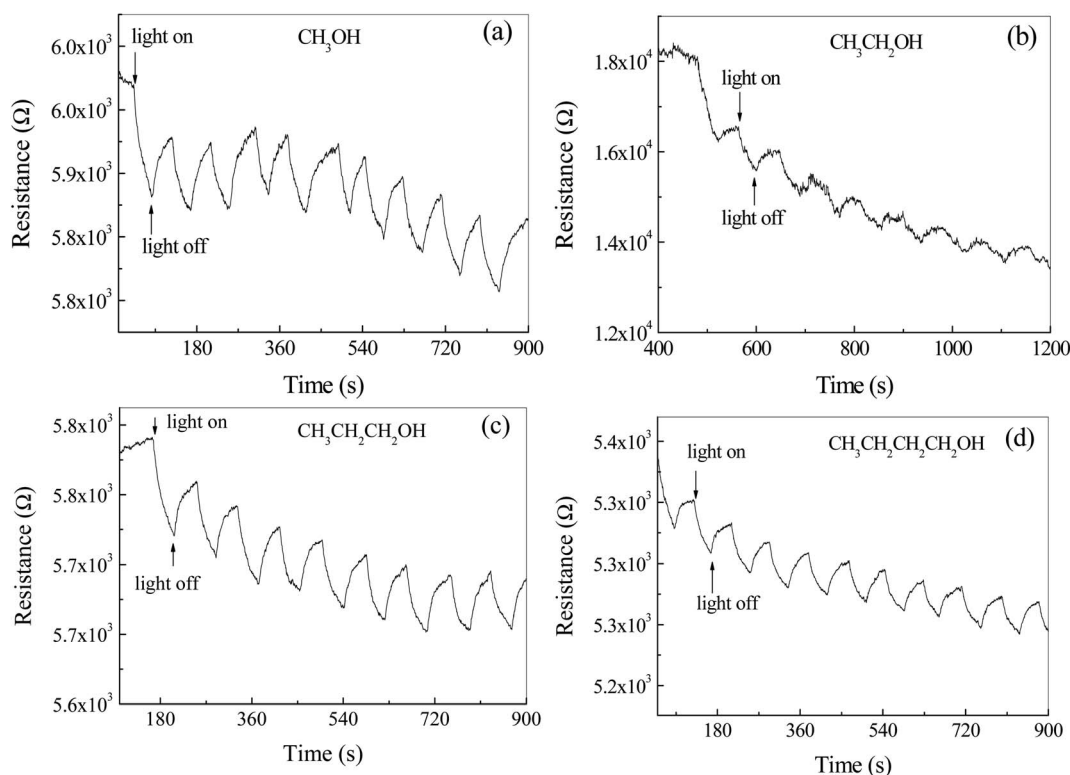 (a)
CH₃OH
light on
light off
6.0x10³
6.0x10³
5.9x10³
5.8x10³
5.8x10³
Resistance (Ω)
180 360 360 540 720 900
Time (s)
(b)
CH₃CH₂OH
light on
light off
1.8x10⁴
1.6x10⁴
1.4x10⁴
1.2x10⁴
Resistance (Ω)
400 600 800 1000 1200
Time (s)
(c)
CH₃CH₂CH₂OH
light on
light off
5.8x10³
5.8x10³
5.7x10³
5.7x10³
5.6x10³
Resistance (Ω)
180 360 540 720 900
Time (s)
(d)
CH₃CH₂CH₂CH₂OH
light on
light off
5.4x10³
5.3x10³
5.3x10³
5.3x10³
5.2x10³
Resistance (Ω)
180 360 540 720 900
Time (s)